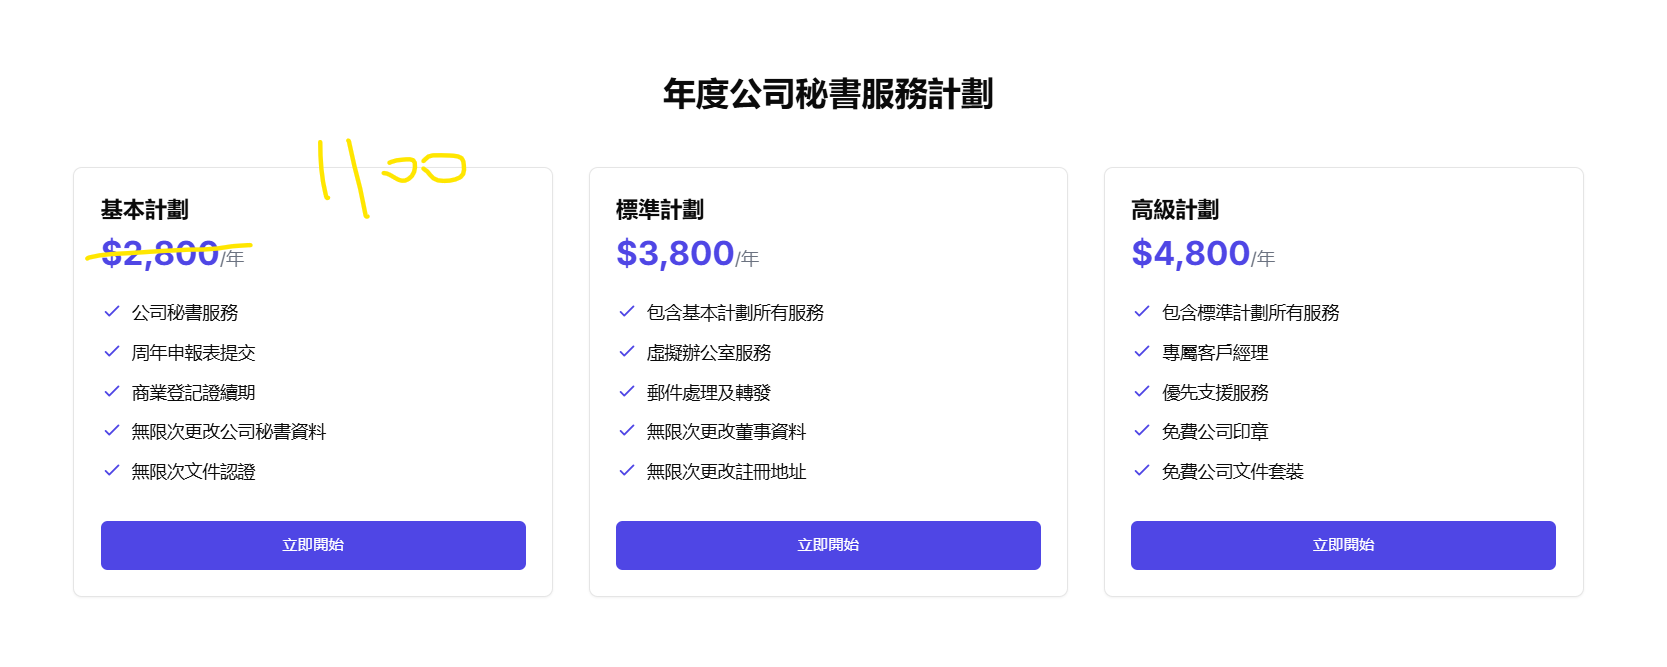 年度公司秘書服務計劃
1100
基本計劃
$2,800/年
公司秘書服務
周年申報表提交
商業登記證續期
無限次更改公司秘書資料
無限次文件認證
立即開始
標準計劃
$3,800/年
包含基本計劃所有服務
虛擬辦公室服務
郵件處理及轉發
無限次更改董事資料
無限次更改註冊地址
立即開始
高級計劃
$4,800/年
包含標準計劃所有服務
專屬客戶經理
優先支援服務
免費公司印章
免費公司文件套裝
立即開始